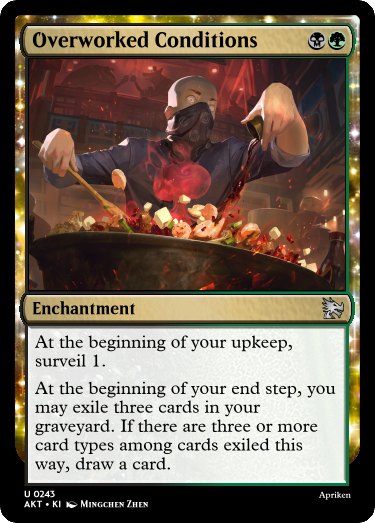 Overworked Conditions
Enchantment
At the beginning of your upkeep,
surveil 1.
At the beginning of your end step, you
may exile three cards in your
graveyard. If there are three or more
card types among cards exiled this
way, draw a card.
U 0243
Apriken
AKT • KI Mingchen Zhen